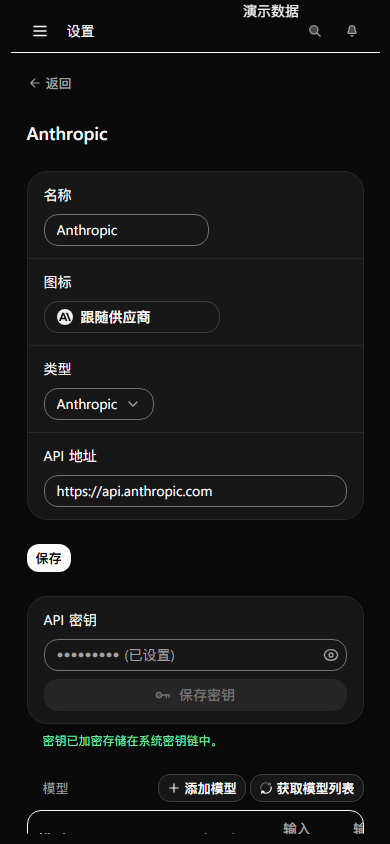 演示数据
设置
返回
Anthropic
名称
Anthropic
图标
跟随供应商
类型
Anthropic
API 地址
https://api.anthropic.com
保存
API 密钥
••••••••• (已设置)
保存密钥
密钥已加密存储在系统密钥链中。
模型
添加模型
获取模型列表
输入